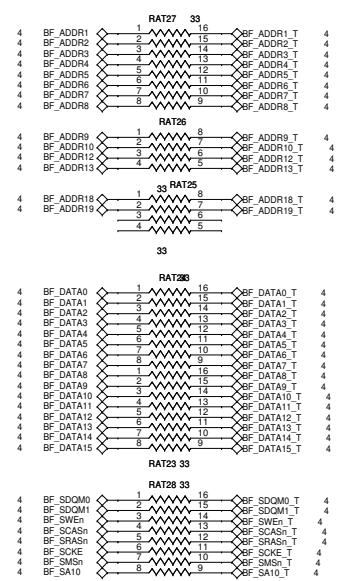 RAT27 33
4 BF_ADDR1 1 16 BF_ADDR1_T 4
4 BF_ADDR2 2 15 BF_ADDR2_T 4
4 BF_ADDR3 3 14 BF_ADDR3_T 4
4 BF_ADDR4 4 13 BF_ADDR4_T 4
4 BF_ADDR5 5 12 BF_ADDR5_T 4
4 BF_ADDR6 6 11 BF_ADDR6_T 4
4 BF_ADDR7 7 10 BF_ADDR7_T 4
4 BF_ADDR8 8 9 BF_ADDR8_T 4
RAT26
4 BF_ADDR9 1 8 BF_ADDR9_T 4
4 BF_ADDR10 2 7 BF_ADDR10_T 4
4 BF_ADDR12 3 6 BF_ADDR12_T 4
4 BF_ADDR13 4 5 BF_ADDR13_T 4
33 RAT25
4 BF_ADDR18 1 8 BF_ADDR18_T 4
4 BF_ADDR19 2 7 BF_ADDR19_T 4
3 6
4 5
33
4 BF_DATA0 1 16 BF_DATA0_T 4
4 BF_DATA1 2 15 BF_DATA1_T 4
4 BF_DATA2 3 14 BF_DATA2_T 4
4 BF_DATA3 4 13 BF_DATA3_T 4
4 BF_DATA4 5 12 BF_DATA4_T 4
4 BF_DATA5 6 11 BF_DATA5_T 4
4 BF_DATA6 7 10 BF_DATA6_T 4
4 BF_DATA7 8 9 BF_DATA7_T 4
4 BF_DATA8 1 16 BF_DATA8_T 4
4 BF_DATA9 2 15 BF_DATA9_T 4
4 BF_DATA10 3 14 BF_DATA10_T 4
4 BF_DATA11 4 13 BF_DATA11_T 4
4 BF_DATA12 5 12 BF_DATA12_T 4
4 BF_DATA13 6 11 BF_DATA13_T 4
4 BF_DATA14 7 10 BF_DATA14_T 4
4 BF_DATA15 8 9 BF_DATA15_T 4
RAT23 33
RAT28 33
4 BF_SDQM0 1 16 BF_SDQM0_T 4
4 BF_SDQM1 2 15 BF_SDQM1_T 4
4 BF_SWEn 3 14 BF_SWEn_T 4
4 BF_SCASn 4 13 BF_SCASn_T 4
4 BF_SRASn 5 12 BF_SRASn_T 4
4 BF_SCKE 6 11 BF_SCKE_T 4
4 BF_SMSn 7 10 BF_SMSn_T 4
4 BF_SA10 8 9 BF_SA10_T 4